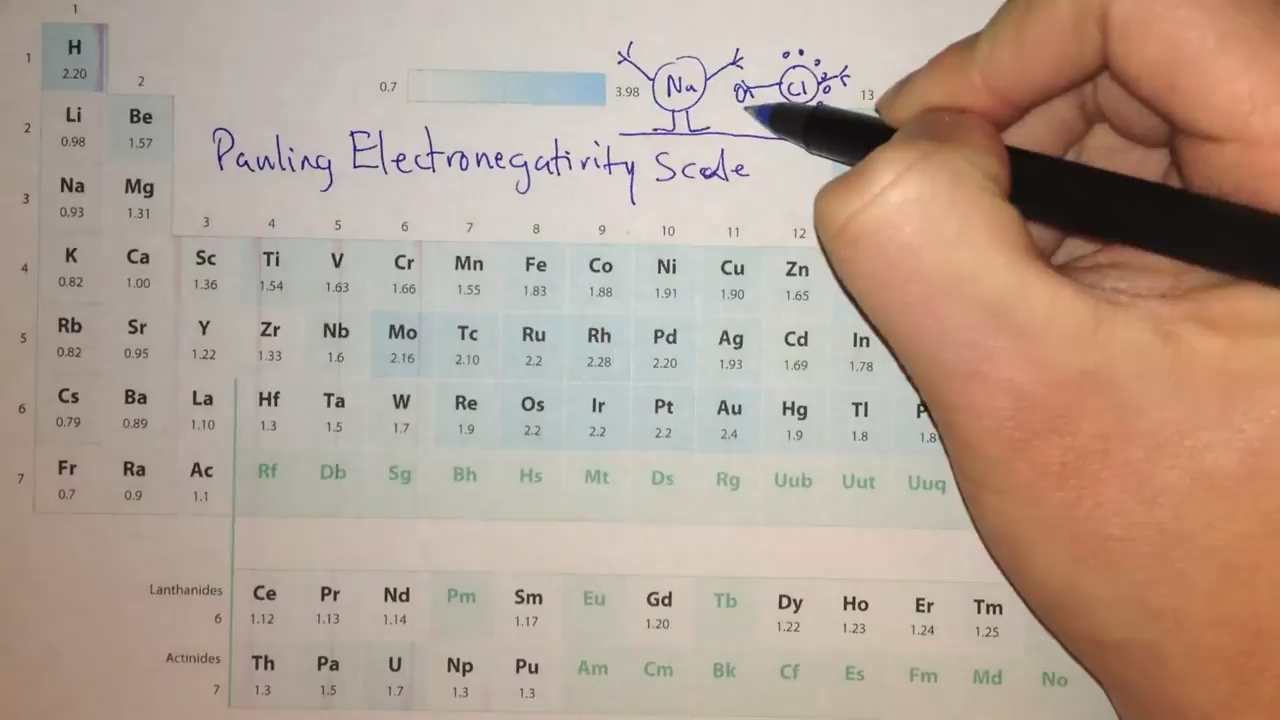 1
1 H 2.20
2
0.7 3.98 Na Cl 13
2 Li 0.98 Be 1.57
Pauling Electronegativity Scale
3 Na 0.93 Mg 1.31
3 4 5 6 7 8 9 10 11 12
4 K 0.82 Ca 1.00 Sc 1.36 Ti 1.54 V 1.63 Cr 1.66 Mn 1.55 Fe 1.83 Co 1.88 Ni 1.91 Cu 1.90 Zn 1.65
5 Rb 0.82 Sr 0.95 Y 1.22 Zr 1.33 Nb 1.6 Mo 2.16 Tc 2.10 Ru 2.2 Rh 2.28 Pd 2.20 Ag 1.93 Cd 1.69 In 1.78
6 Cs 0.79 Ba 0.89 La 1.10 Hf 1.3 Ta 1.5 W 1.7 Re 1.9 Os 2.2 Ir 2.2 Pt 2.2 Au 2.4 Hg 1.9 Tl 1.8 1.8
7 Fr 0.7 Ra 0.9 Ac 1.1 Rf Db Sg Bh Hs Mt Ds Rg Uub Uut Uuq
Lanthanides 6 Ce 1.12 Pr 1.13 Nd 1.14 Pm Sm 1.17 Eu Gd 1.20 Tb Dy 1.22 Ho 1.23 Er 1.24 Tm 1.25
Actinides 7 Th 1.3 Pa 1.5 U 1.7 Np 1.3 Pu 1.3 Am Cm Bk Cf Es Fm Md No